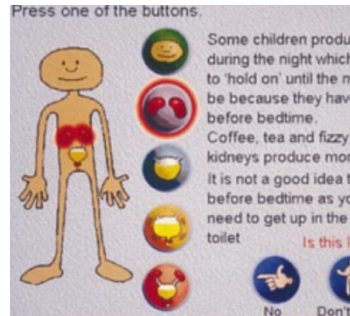 Press one of the buttons.
Some children produ
during the night which
to 'hold on' until the n
be because they hav
before bedtime.
Coffee, tea and fizzy
kidneys produce mor
It is not a good idea t
before bedtime as yo
need to get up in the
toilet
Is this l
No Don't